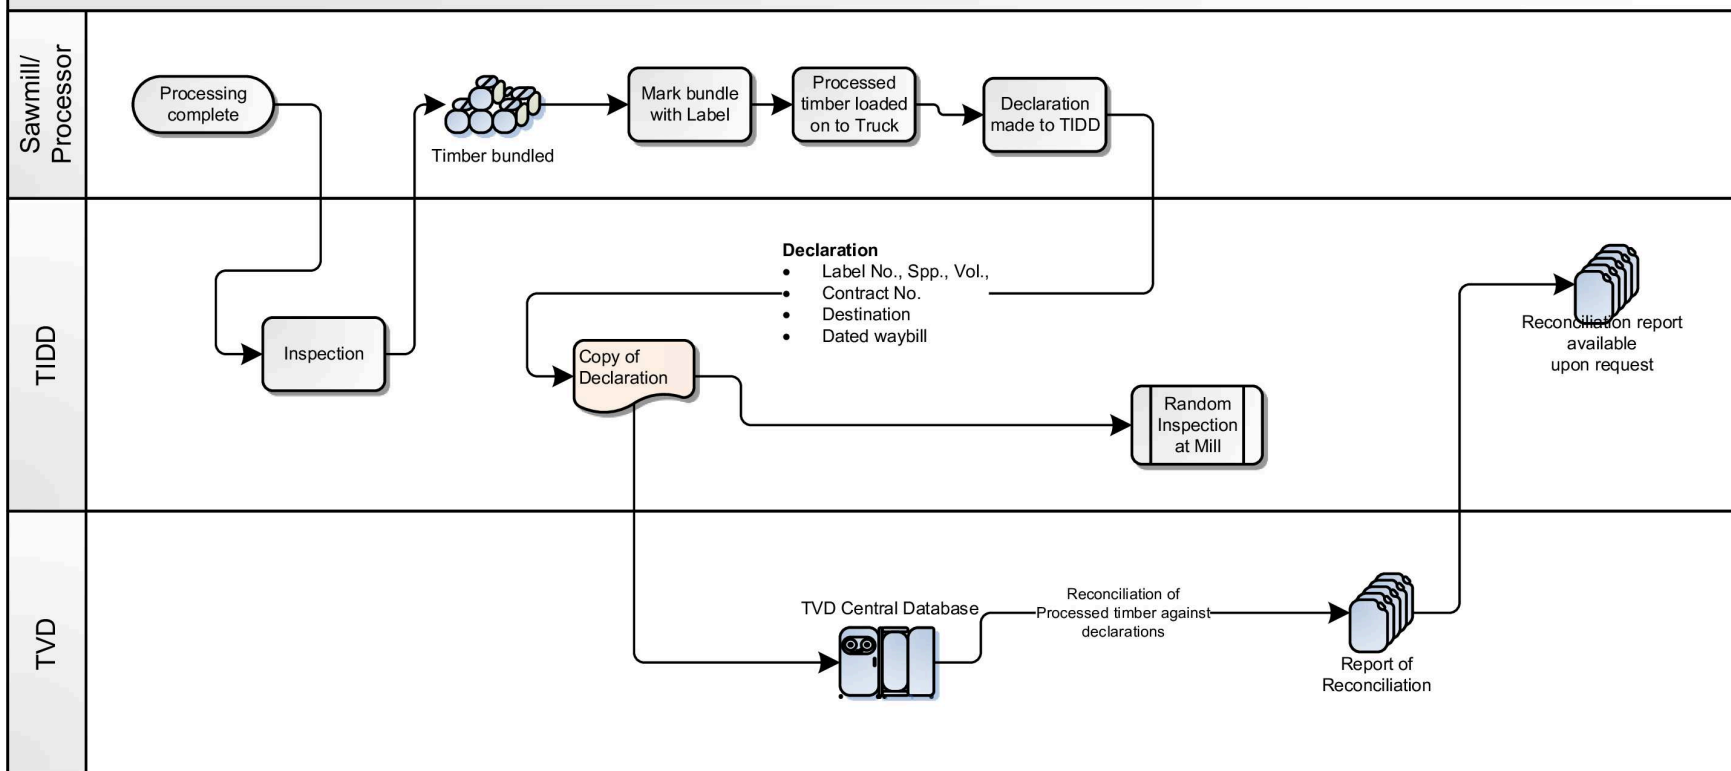 Sawmill/
Processor
Processing
complete
Timber bundled
Mark bundle
with Label
Processed
timber loaded
on to Truck
Declaration
made to TIDD
TIDD
Inspection
Declaration
• Label No., Spp., Vol.,
• Contract No.
• Destination
• Dated waybill
Copy of
Declaration
Random
Inspection
at Mill
Reconciliation report
available
upon request
TVD
TVD Central Database
Reconciliation of
Processed timber against
declarations
Report of
Reconciliation